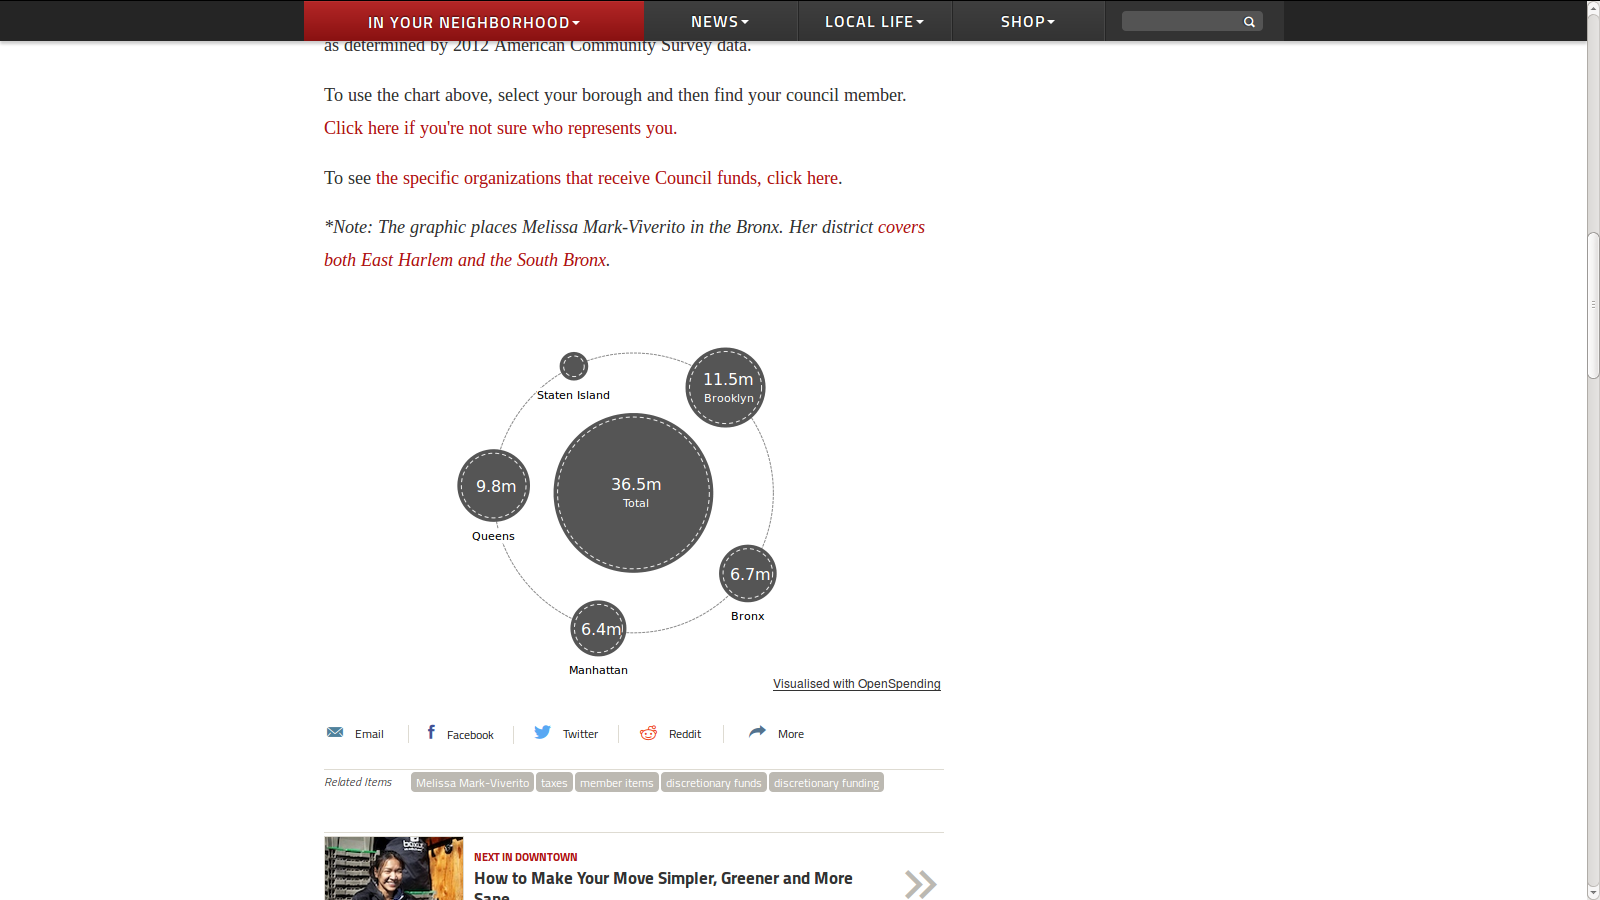 IN YOUR NEIGHBORHOOD
NEWS
LOCAL LIFE
SHOP
as determined by 2012 American Community Survey data.
To use the chart above, select your borough and then find your council member.
Click here if you're not sure who represents you.
To see the specific organizations that receive Council funds, click here.
*Note: The graphic places Melissa Mark-Viverito in the Bronx. Her district covers
both East Harlem and the South Bronx.
11.5m
Brooklyn
Staten Island
36.5m
Total
9.8m
Queens
6.7m
Bronx
6.4m
Manhattan
Visualised with OpenSpending
Email
Facebook
Twitter
Reddit
More
Related Items
Melissa Mark-Viverito
taxes
member items
discretionary funds
discretionary funding
NEXT IN DOWNTOWN
How to Make Your Move Simpler, Greener and More
Sane